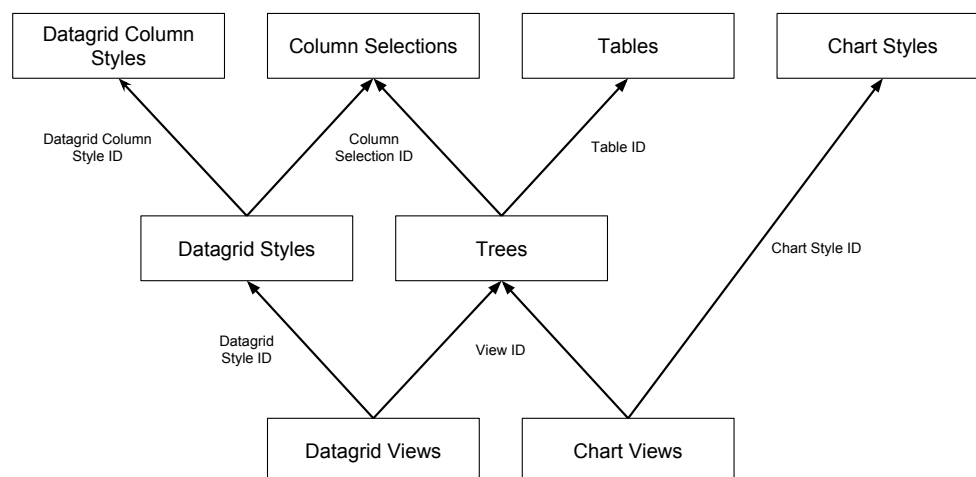 Datagrid Column
Styles
Column Selections
Tables
Chart Styles
Datagrid Column
Style ID
Column
Selection ID
Table ID
Datagrid Styles
Trees
Chart Style ID
Datagrid
Style ID
View ID
Datagrid Views
Chart Views